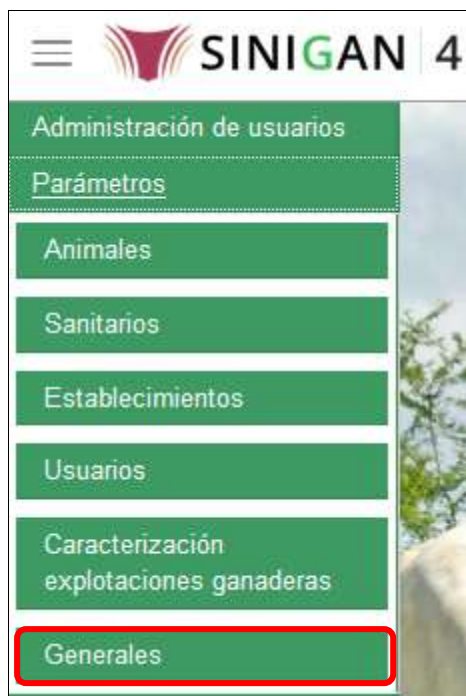 SINIGAN 4
Administración de usuarios
Parámetros
Animales
Sanitarios
Establecimientos
Usuarios
Caracterización
explotaciones ganaderas
Generales